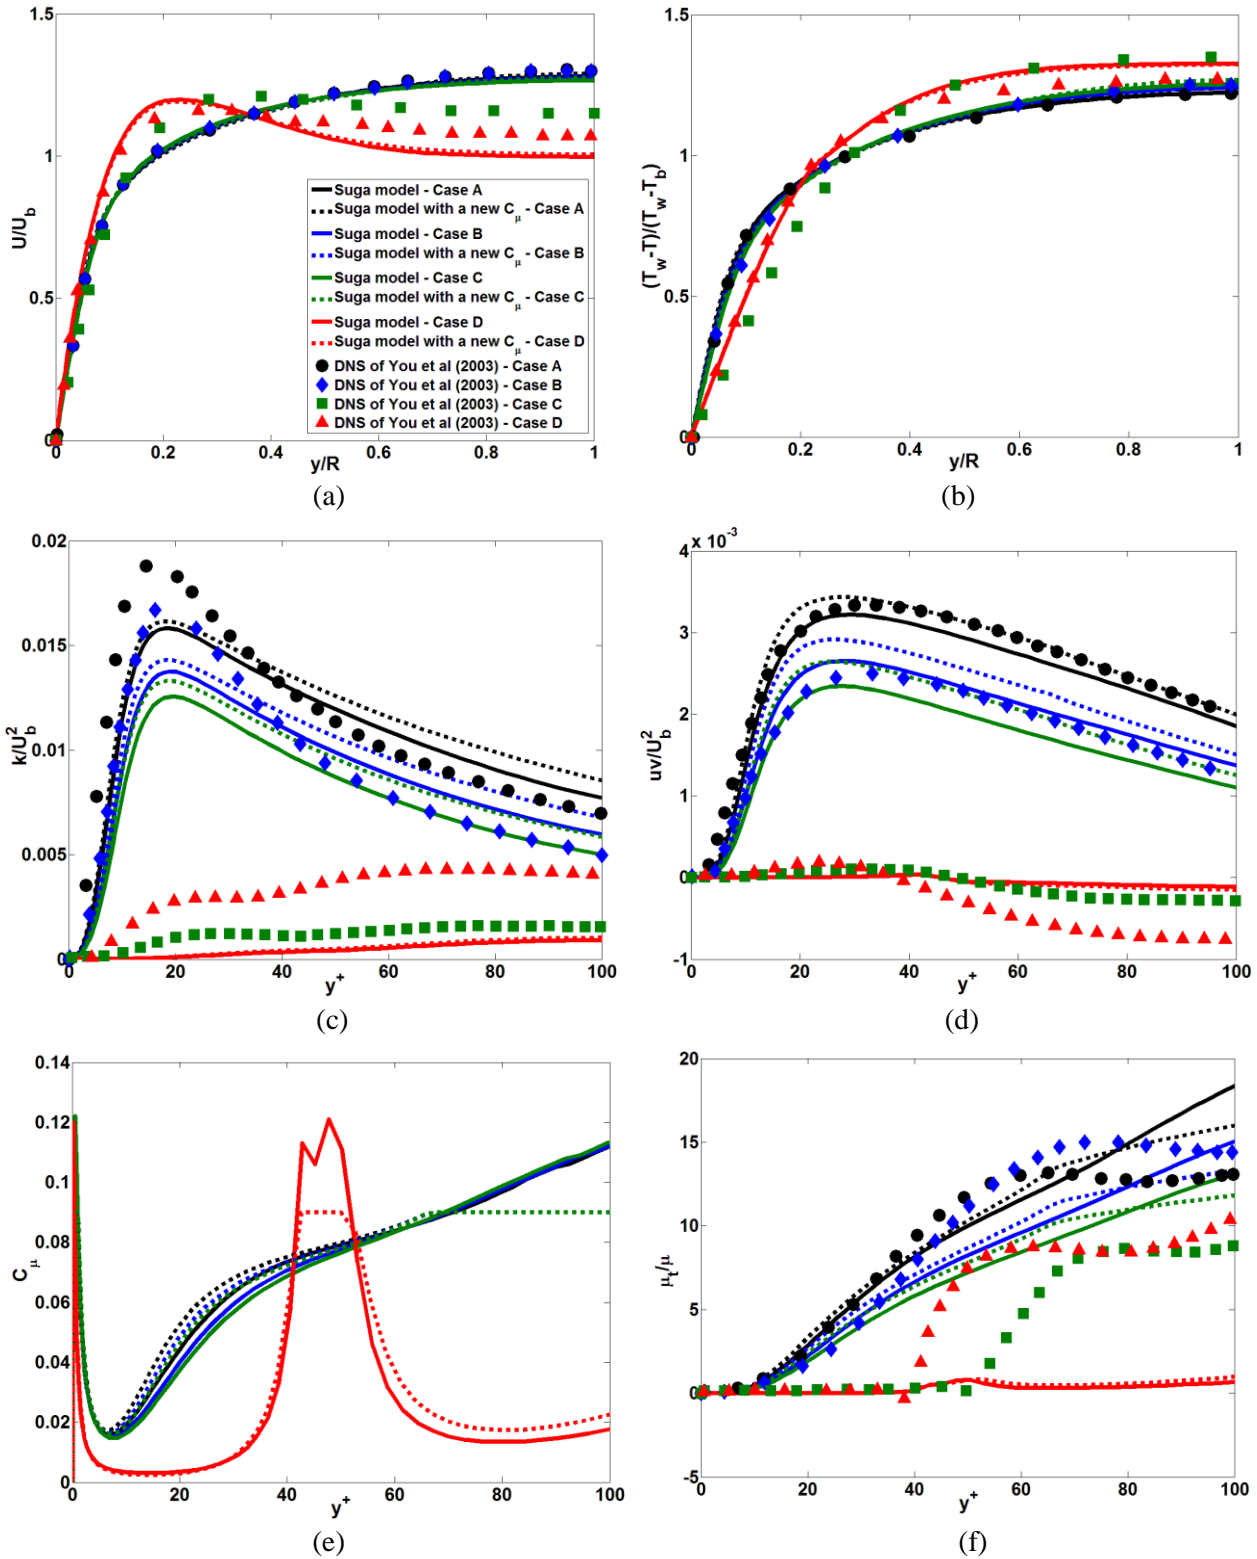 1.5
1
0.5
0
U/U_b
0
0.2
0.4
0.6
0.8
1
y/R
Suga model - Case A
Suga model with a new C_μ - Case A
Suga model - Case B
Suga model with a new C_μ - Case B
Suga model - Case C
Suga model with a new C_μ - Case C
Suga model - Case D
Suga model with a new C_μ - Case D
DNS of You et al (2003) - Case A
DNS of You et al (2003) - Case B
DNS of You et al (2003) - Case C
DNS of You et al (2003) - Case D
(a)
1.5
1
0.5
0
(T_w-T)/(T_w-T_b)
0
0.2
0.4
0.6
0.8
1
y/R
(b)
0.02
0.015
0.01
0.005
0
k/U_b^2
0
20
40
60
80
100
y^+
(c)
4
x 10^-3
3
2
1
0
-1
uv/U_b^2
0
20
40
60
80
100
y^+
(d)
0.14
0.12
0.1
0.08
0.06
0.04
0.02
0
C_μ
0
20
40
60
80
100
y^+
(e)
20
15
10
5
0
-5
μ_t/μ
0
20
40
60
80
100
y^+
(f)